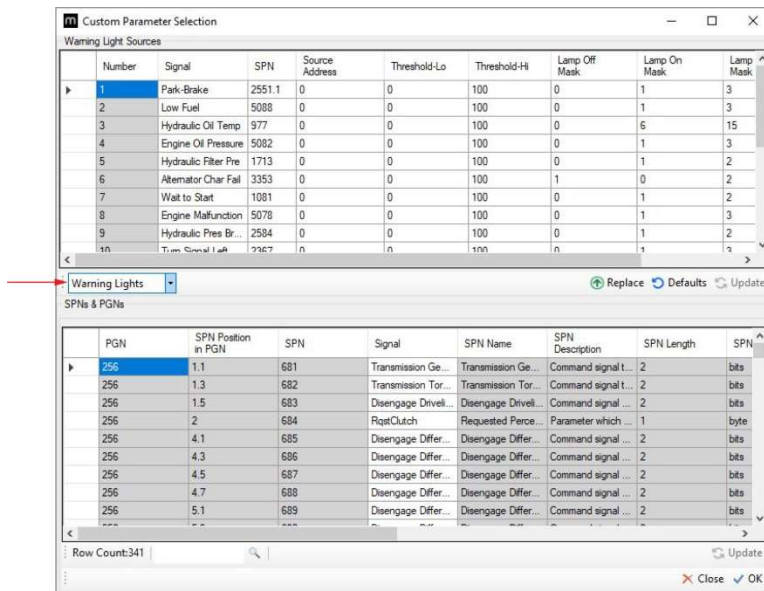 m Custom Parameter Selection
Warning Light Sources
Number Signal SPN Source Address Threshold-Lo Threshold-Hi Lamp Off Mask Lamp On Mask Lamp Mask
1 Park-Brake 2551.1 0 0 100 0 1 3
2 Low Fuel 5088 0 0 100 0 1 3
3 Hydraulic Oil Temp 977 0 0 100 0 6 15
4 Engine Oil Pressure 5082 0 0 100 0 1 3
5 Hydraulic Filter Pre 1713 0 0 100 0 1 2
6 Alternator Char Fail 3353 0 0 100 1 0 2
7 Wait to Start 1081 0 0 100 0 1 2
8 Engine Malfunction 5078 0 0 100 0 1 3
9 Hydraulic Pres Br... 2584 0 0 100 0 1 2
10 Turn Signal Left 2367 0 0 100 0 1 3
Warning Lights Replace Defaults Update
SPNs & PGNs
PGN SPN Position in PGN SPN Signal SPN Name SPN Description SPN Length SPN
256 1.1 681 Transmission Ge... Transmission Ge... Command signal t... 2 bits
256 1.3 682 Transmission Tor... Transmission Tor... Command signal t... 2 bits
256 1.5 683 Disengage Driveli... Disengage Driveli... Command signal ... 2 bits
256 2 684 RqstClutch Requested Perce... Parameter which ... 1 byte
256 4.1 685 Disengage Differ... Disengage Differ... Command signal ... 2 bits
256 4.3 686 Disengage Differ... Disengage Differ... Command signal ... 2 bits
256 4.5 687 Disengage Differ... Disengage Differ... Command signal ... 2 bits
256 4.7 688 Disengage Differ... Disengage Differ... Command signal ... 2 bits
256 5.1 689 Disengage Differ... Disengage Differ... Command signal ... 2 bits
Row Count:341 Update
Close OK